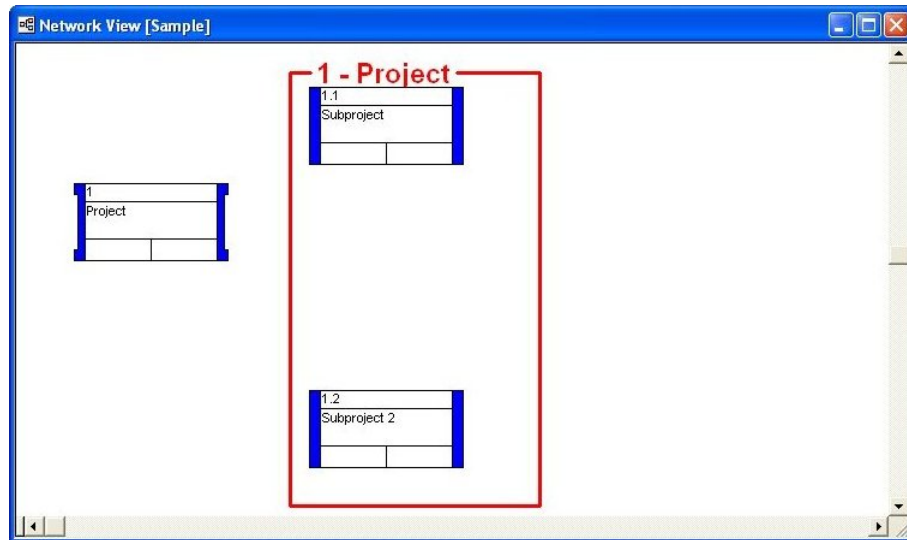 Network View [Sample]
1 - Project
1.1
Subproject
1
Project
1.2
Subproject 2